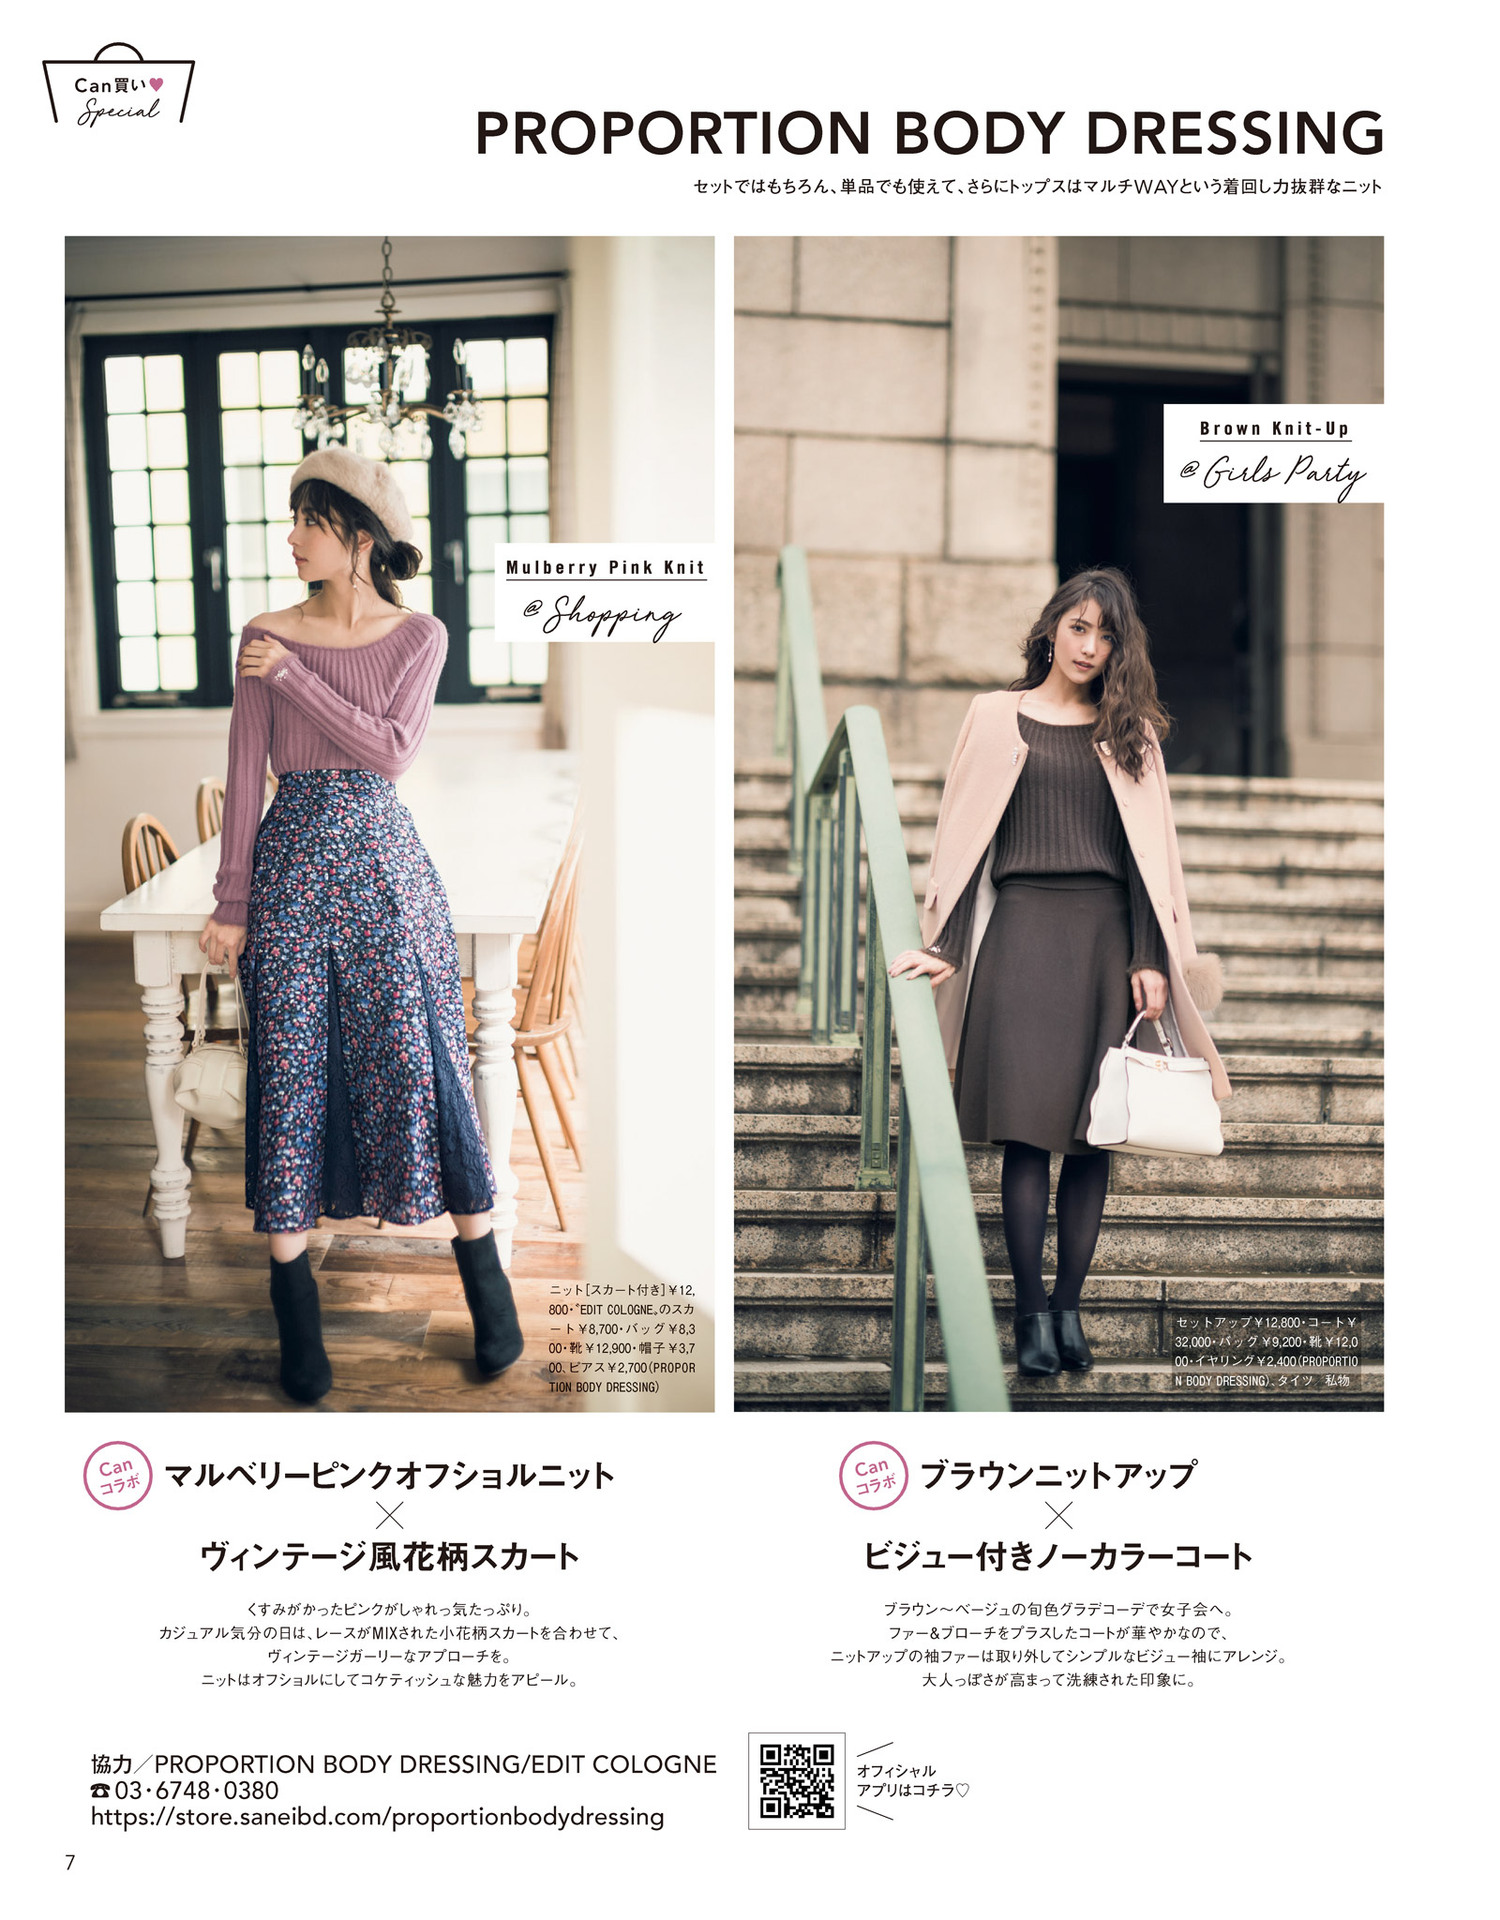 Can買い♥
Special
PROPORTION BODY DRESSING
セットではもちろん、単品でも使えて、さらにトップスはマルチWAYという着回し力抜群なニット
Mulberry Pink Knit
@ Shopping
ニット[スカート付き]￥12,
800・゛EDIT COLOGNE。のスカ
ート￥8,700・バッグ￥8,3
00・靴￥12,900・帽子￥3,7
00、ピアス￥2,700(PROPOR
TION BODY DRESSING)
Brown Knit-Up
@ Girls Party
セットアップ￥12,800・コート￥
32,000・バッグ￥9,200・靴￥12,0
00・イヤリング￥2,400(PROPORTIO
N BODY DRESSING)、タイツ　私物
Can
コラボ
マルベリーピンクオフショルニット
×
ヴィンテージ風花柄スカート
くすみがかったピンクがしゃれっ気たっぷり。
カジュアル気分の日は、レースがMIXされた小花柄スカートを合わせて、
ヴィンテージガーリーなアプローチを。
ニットはオフショルにしてコケティッシュな魅力をアピール。
Can
コラボ
ブラウンニットアップ
×
ビジュー付きノーカラーコート
ブラウン〜ベージュの旬色グラデコーデで女子会へ。
ファー&ブローチをプラスしたコートが華やかなので、
ニットアップの袖ファーは取り外してシンプルなビジュー袖にアレンジ。
大人っぽさが高まって洗練された印象に。
協力／PROPORTION BODY DRESSING/EDIT COLOGNE
☎03・6748・0380
https://store.saneibd.com/proportionbodydressing
オフィシャル
アプリはコチラ♡
7